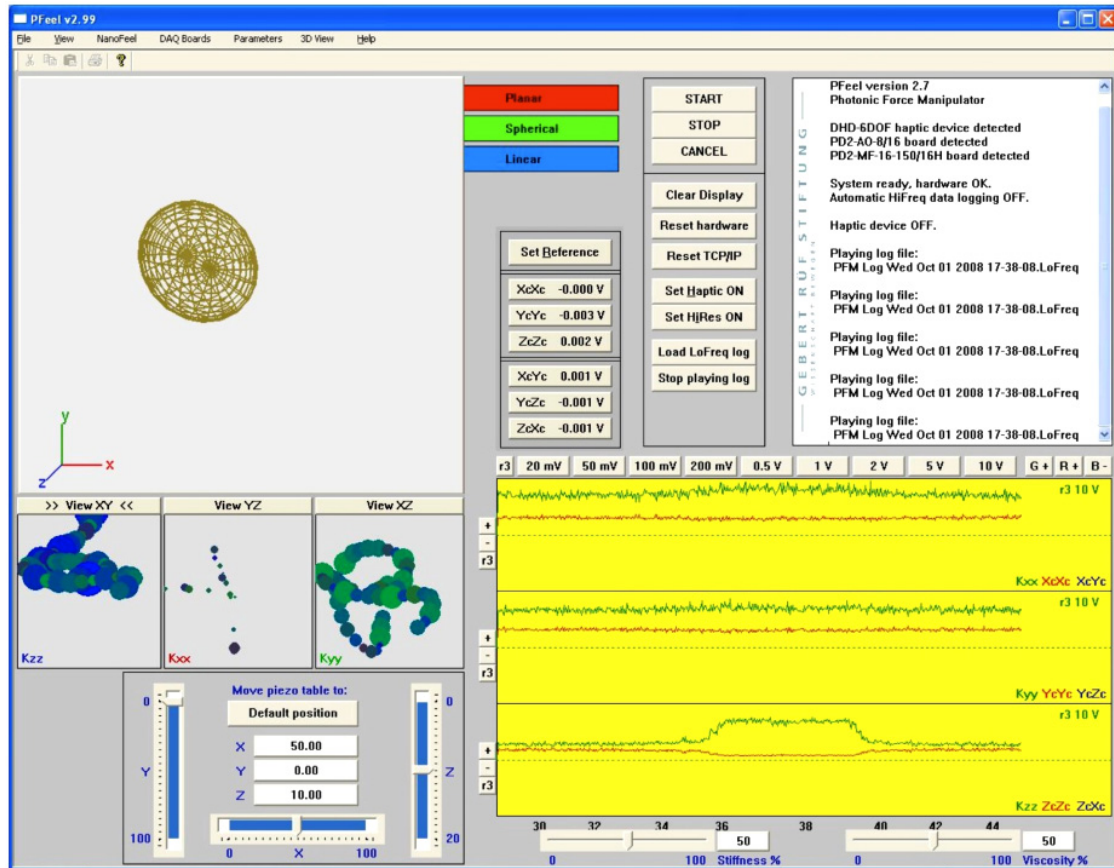 PFeel v2.99
File View NanoFeel DAQ Boards Parameters 3D View Help
Planar
Spherical
Linear
START
STOP
CANCEL
Clear Display
Reset hardware
Reset TCP/IP
Set Haptic ON
Set HiRes ON
Load LoFreq log
Stop playing log
Set Reference
XcXc -0.000 V
YcYc -0.003 V
ZcZc 0.002 V
XcYc 0.001 V
YcZc -0.001 V
ZcXc -0.001 V
GEBERT RUF STIFTUNG
PFeel version 2.7
Photonic Force Manipulator
DHD-6DOF haptic device detected
PD2-AO-8/16 board detected
PD2-MF-16-150/16H board detected
System ready, hardware OK.
Automatic HiFreq data logging OFF.
Haptic device OFF.
Playing log file:
PFM Log Wed Oct 01 2008 17-38-08.LoFreq
Playing log file:
PFM Log Wed Oct 01 2008 17-38-08.LoFreq
Playing log file:
PFM Log Wed Oct 01 2008 17-38-08.LoFreq
Playing log file:
PFM Log Wed Oct 01 2008 17-38-08.LoFreq
Playing log file:
PFM Log Wed Oct 01 2008 17-38-08.LoFreq
y
x
z
r3 20 mV 50 mV 100 mV 200 mV 0.5 V 1 V 2 V 5 V 10 V G + R + B -
>> View XY << View YZ View XZ
Kzz Kxx Kyy
+
-
r3
r3 10 V
Kxx XcXc XcYc
+
-
r3
r3 10 V
Kyy YcYc YcZc
+
-
r3
r3 10 V
Kzz ZcZc ZcXc
30 32 34 36 38 40 42 44
Move piezo table to:
Default position
X 50.00
Y 0.00
Z 10.00
0 Y 100
0 Z 20
0 X 100
50
0 100 Stiffness %
50
0 100 Viscosity %